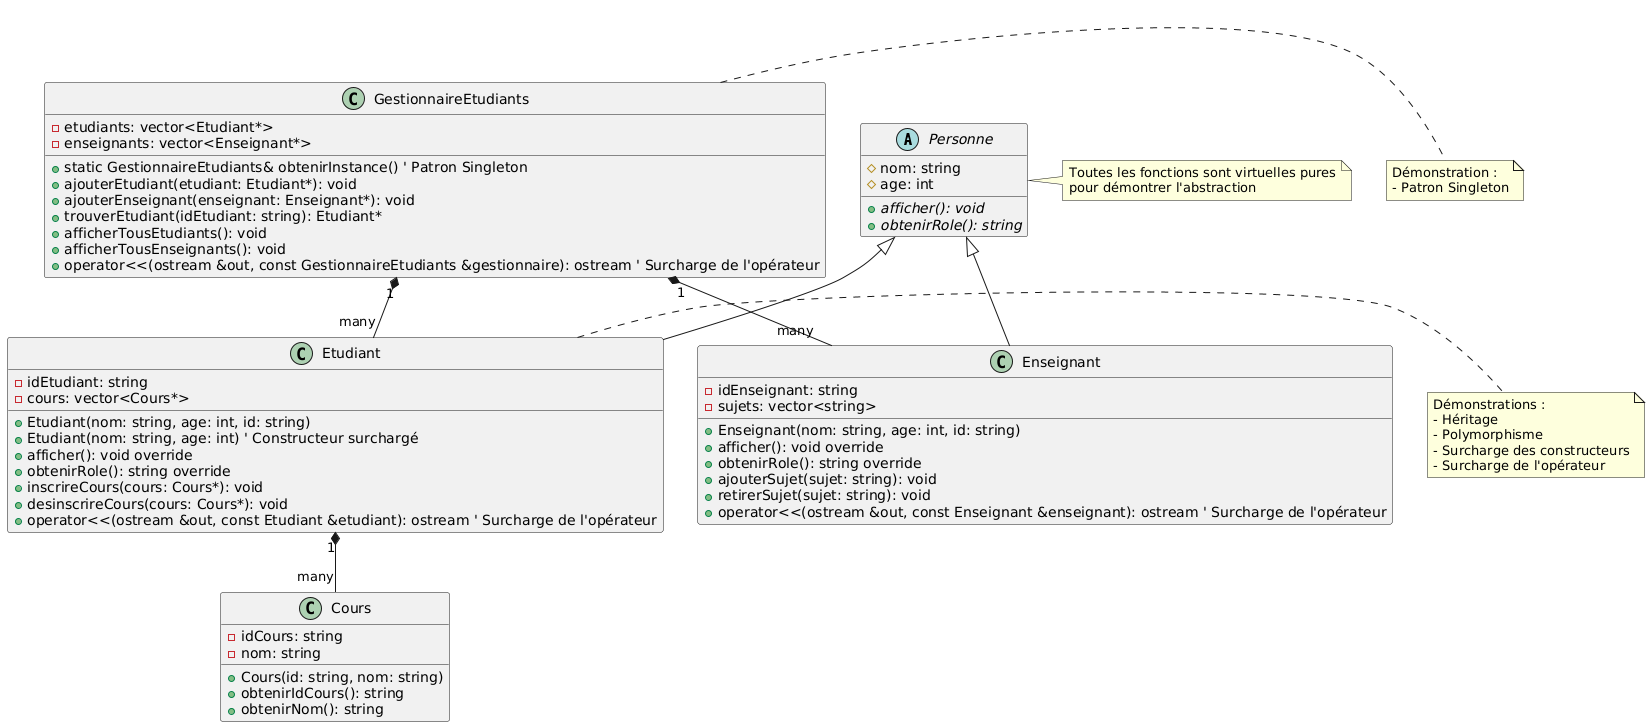 GestionnaireEtudiants
etudiants: vector<Etudiant*>
enseignants: vector<Enseignant*>
static GestionnaireEtudiants& obtenirInstance() ' Patron Singleton
ajouterEtudiant(etudiant: Etudiant*): void
ajouterEnseignant(enseignant: Enseignant*): void
trouverEtudiant(idEtudiant: string): Etudiant*
afficherTousEtudiants(): void
afficherTousEnseignants(): void
operator<<(ostream &out, const GestionnaireEtudiants &gestionnaire): ostream ' Surcharge de l'opérateur
A Personne
nom: string
age: int
afficher(): void
obtenirRole(): string
Toutes les fonctions sont virtuelles pures
pour démontrer l'abstraction
Démonstration :
- Patron Singleton
1
many
1
many
C Etudiant
idEtudiant: string
cours: vector<Cours*>
Etudiant(nom: string, age: int, id: string)
Etudiant(nom: string, age: int) ' Constructeur surchargé
afficher(): void override
obtenirRole(): string override
inscrireCours(cours: Cours*): void
desinscrireCours(cours: Cours*): void
operator<<(ostream &out, const Etudiant &etudiant): ostream ' Surcharge de l'opérateur
C Enseignant
idEnseignant: string
sujets: vector<string>
Enseignant(nom: string, age: int, id: string)
afficher(): void override
obtenirRole(): string override
ajouterSujet(sujet: string): void
retirerSujet(sujet: string): void
operator<<(ostream &out, const Enseignant &enseignant): ostream ' Surcharge de l'opérateur
Démonstrations :
- Héritage
- Polymorphisme
- Surcharge des constructeurs
- Surcharge de l'opérateur
1
many
C Cours
idCours: string
nom: string
Cours(id: string, nom: string)
obtenirIdCours(): string
obtenirNom(): string